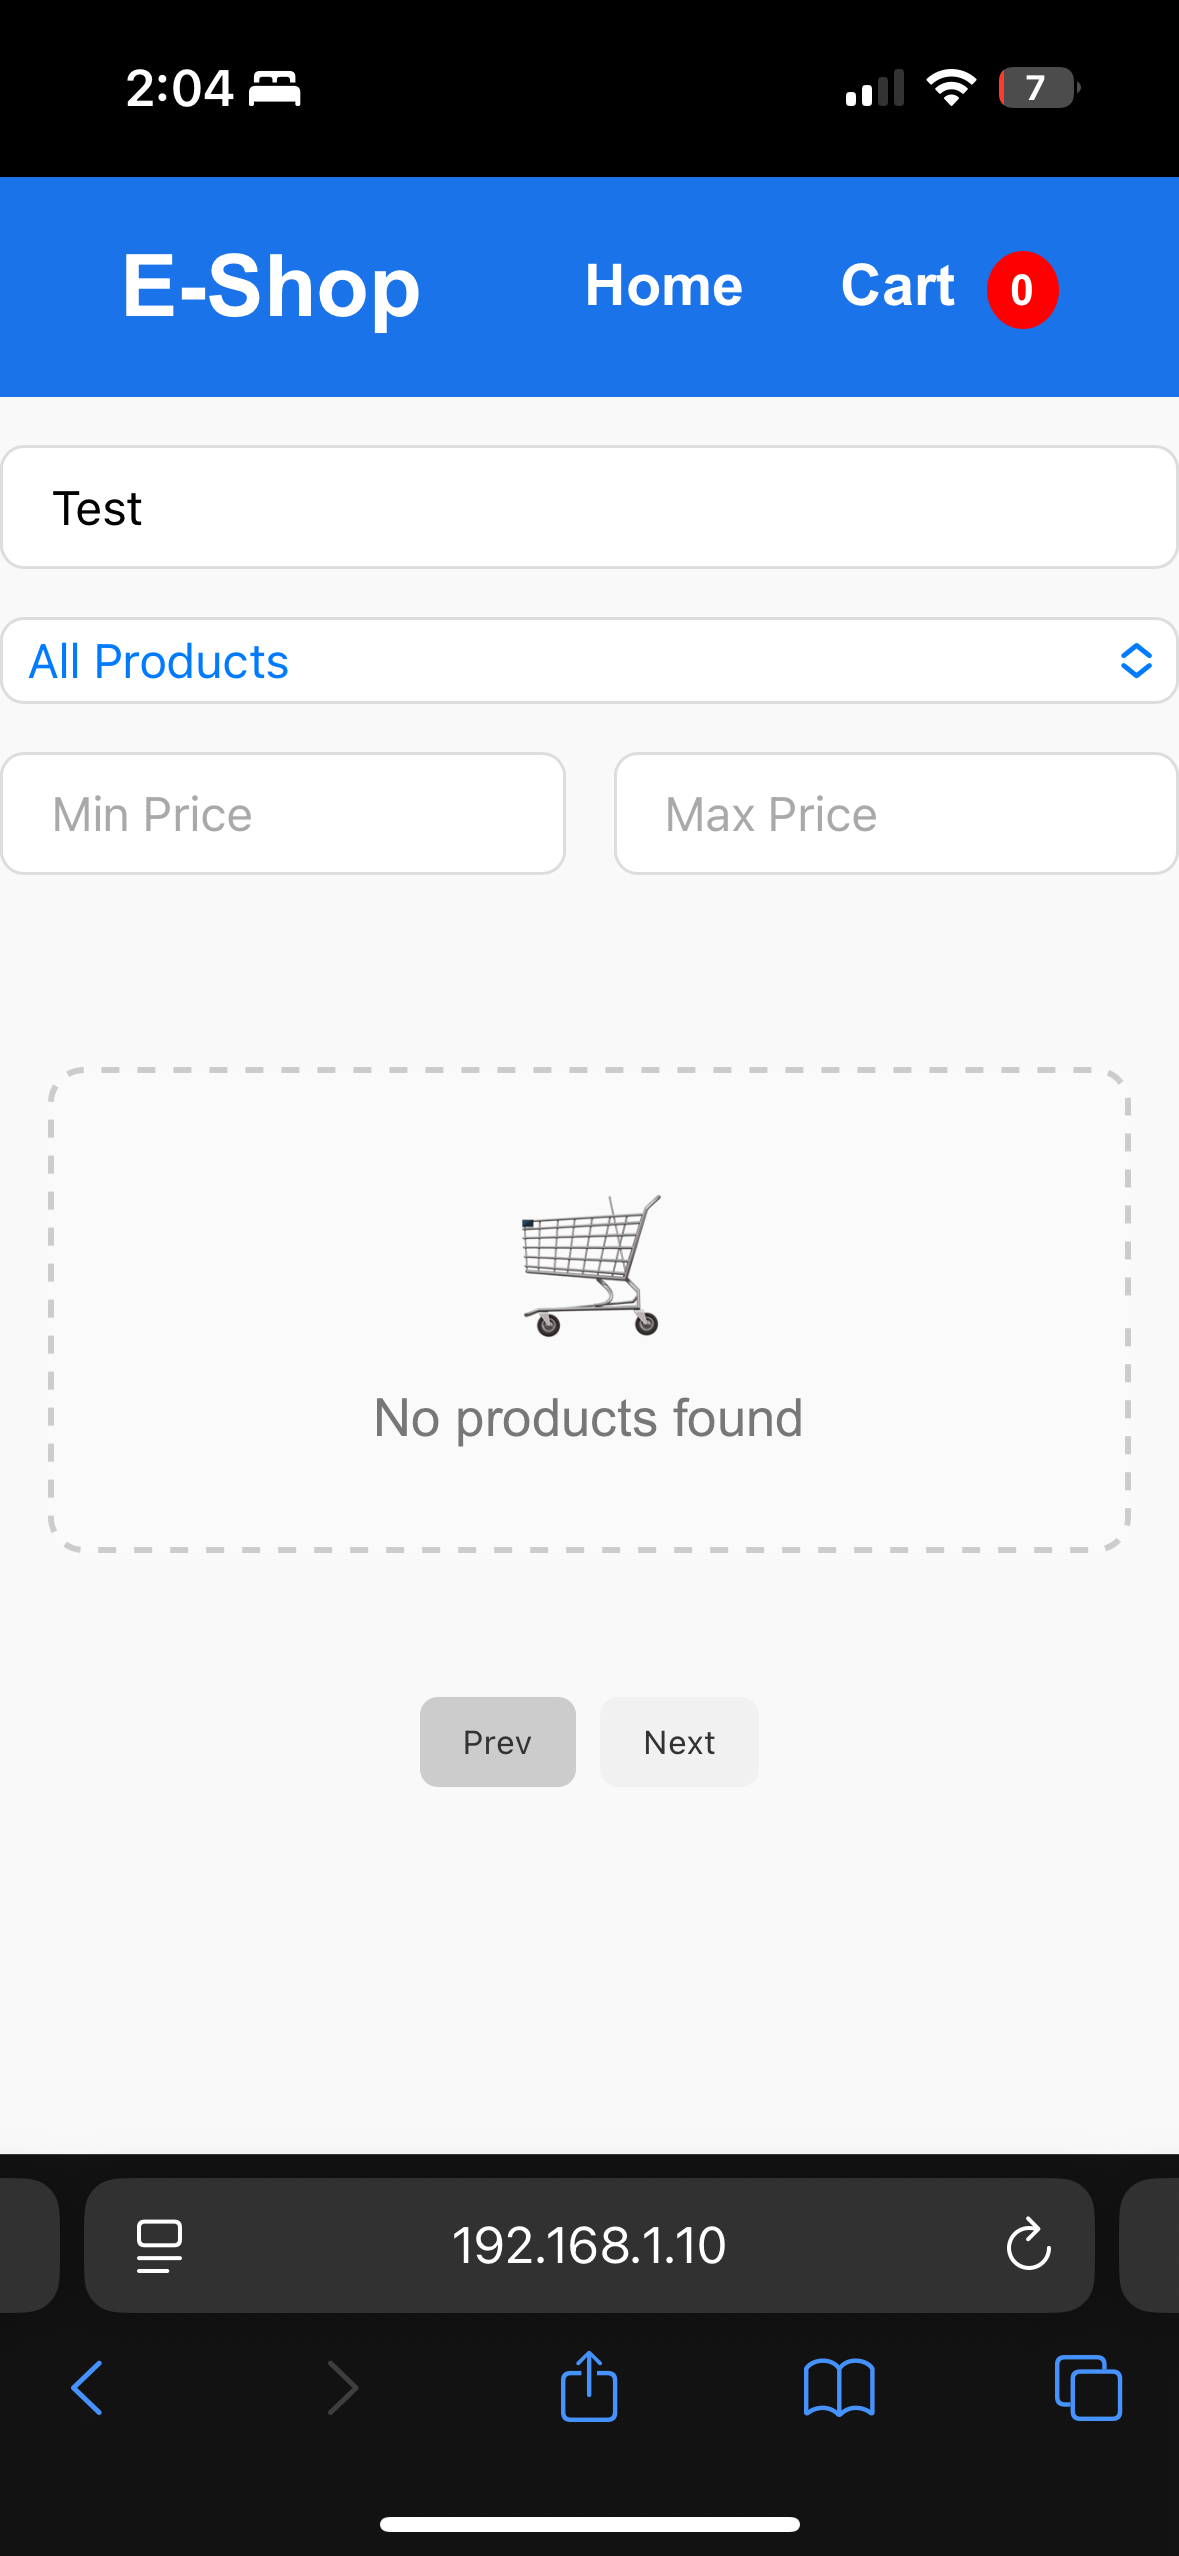 2:04 7
E-Shop Home Cart 0
Test
All Products
Min Price Max Price
No products found
Prev Next
192.168.1.10